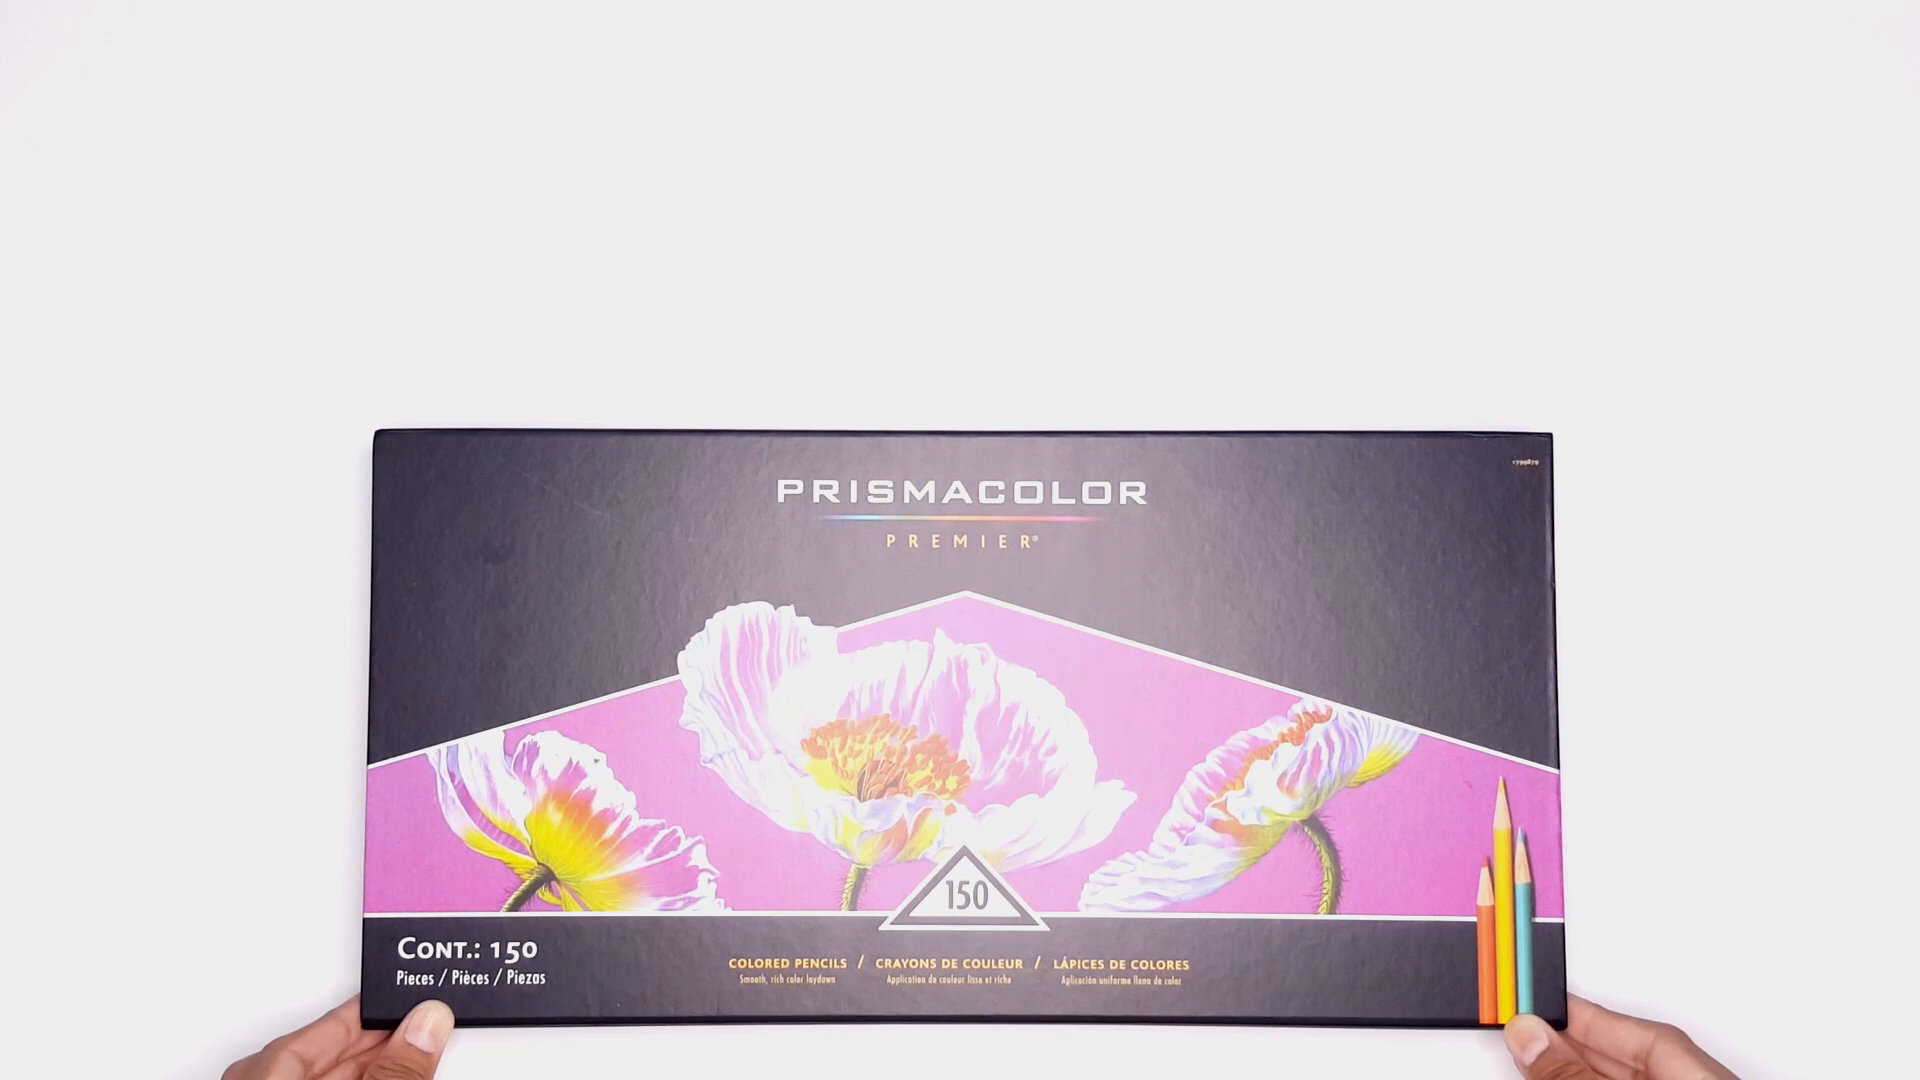 1799879
PRISMACOLOR
PREMIER®
150
CONT.: 150
Pieces / Pièces / Piezas
COLORED PENCILS / CRAYONS DE COULEUR / LÁPICES DE COLORES
Smooth, rich color laydown Application de couleur lisse et riche Aplicación uniforme llena de color